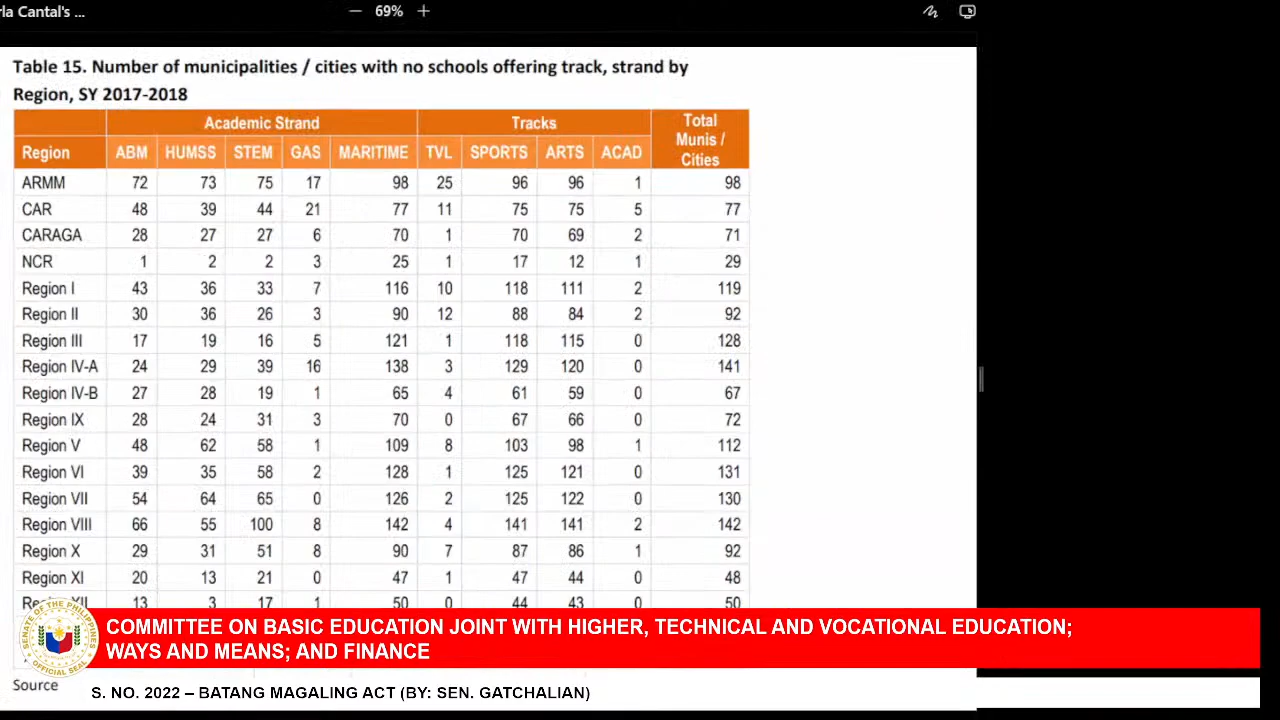 rla Cantal's ...
69%
Table 15. Number of municipalities / cities with no schools offering track, strand by
Region, SY 2017-2018
Academic Strand Tracks Total Munis / Cities
Region ABM HUMSS STEM GAS MARITIME TVL SPORTS ARTS ACAD
ARMM 72 73 75 17 98 25 96 96 1 98
CAR 48 39 44 21 77 11 75 75 5 77
CARAGA 28 27 27 6 70 1 70 69 2 71
NCR 1 2 2 3 25 1 17 12 1 29
Region I 43 36 33 7 116 10 118 111 2 119
Region II 30 36 26 3 90 12 88 84 2 92
Region III 17 19 16 5 121 1 118 115 0 128
Region IV-A 24 29 39 16 138 3 129 120 0 141
Region IV-B 27 28 19 1 65 4 61 59 0 67
Region IX 28 24 31 3 70 0 67 66 0 72
Region V 48 62 58 1 109 8 103 98 1 112
Region VI 39 35 58 2 128 1 125 121 0 131
Region VII 54 64 65 0 126 2 125 122 0 130
Region VIII 66 55 100 8 142 4 141 141 2 142
Region X 29 31 51 8 90 7 87 86 1 92
Region XI 20 13 21 0 47 1 47 44 0 48
13 3 17 1 50 0 44 43 0 50
SENATE OF THE PHILIPPINES
OFFICIAL SEAL
COMMITTEE ON BASIC EDUCATION JOINT WITH HIGHER, TECHNICAL AND VOCATIONAL EDUCATION;
WAYS AND MEANS; AND FINANCE
Source
S. NO. 2022 – BATANG MAGALING ACT (BY: SEN. GATCHALIAN)